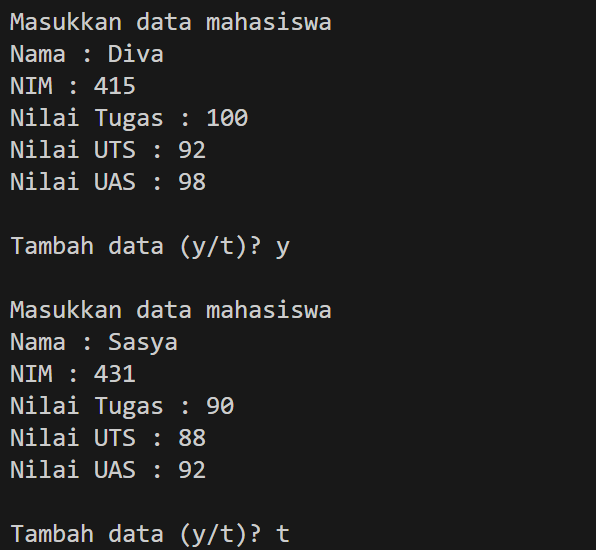 Masukkan data mahasiswa
Nama : Diva
NIM : 415
Nilai Tugas : 100
Nilai UTS : 92
Nilai UAS : 98
Tambah data (y/t)? y
Masukkan data mahasiswa
Nama : Sasya
NIM : 431
Nilai Tugas : 90
Nilai UTS : 88
Nilai UAS : 92
Tambah data (y/t)? t